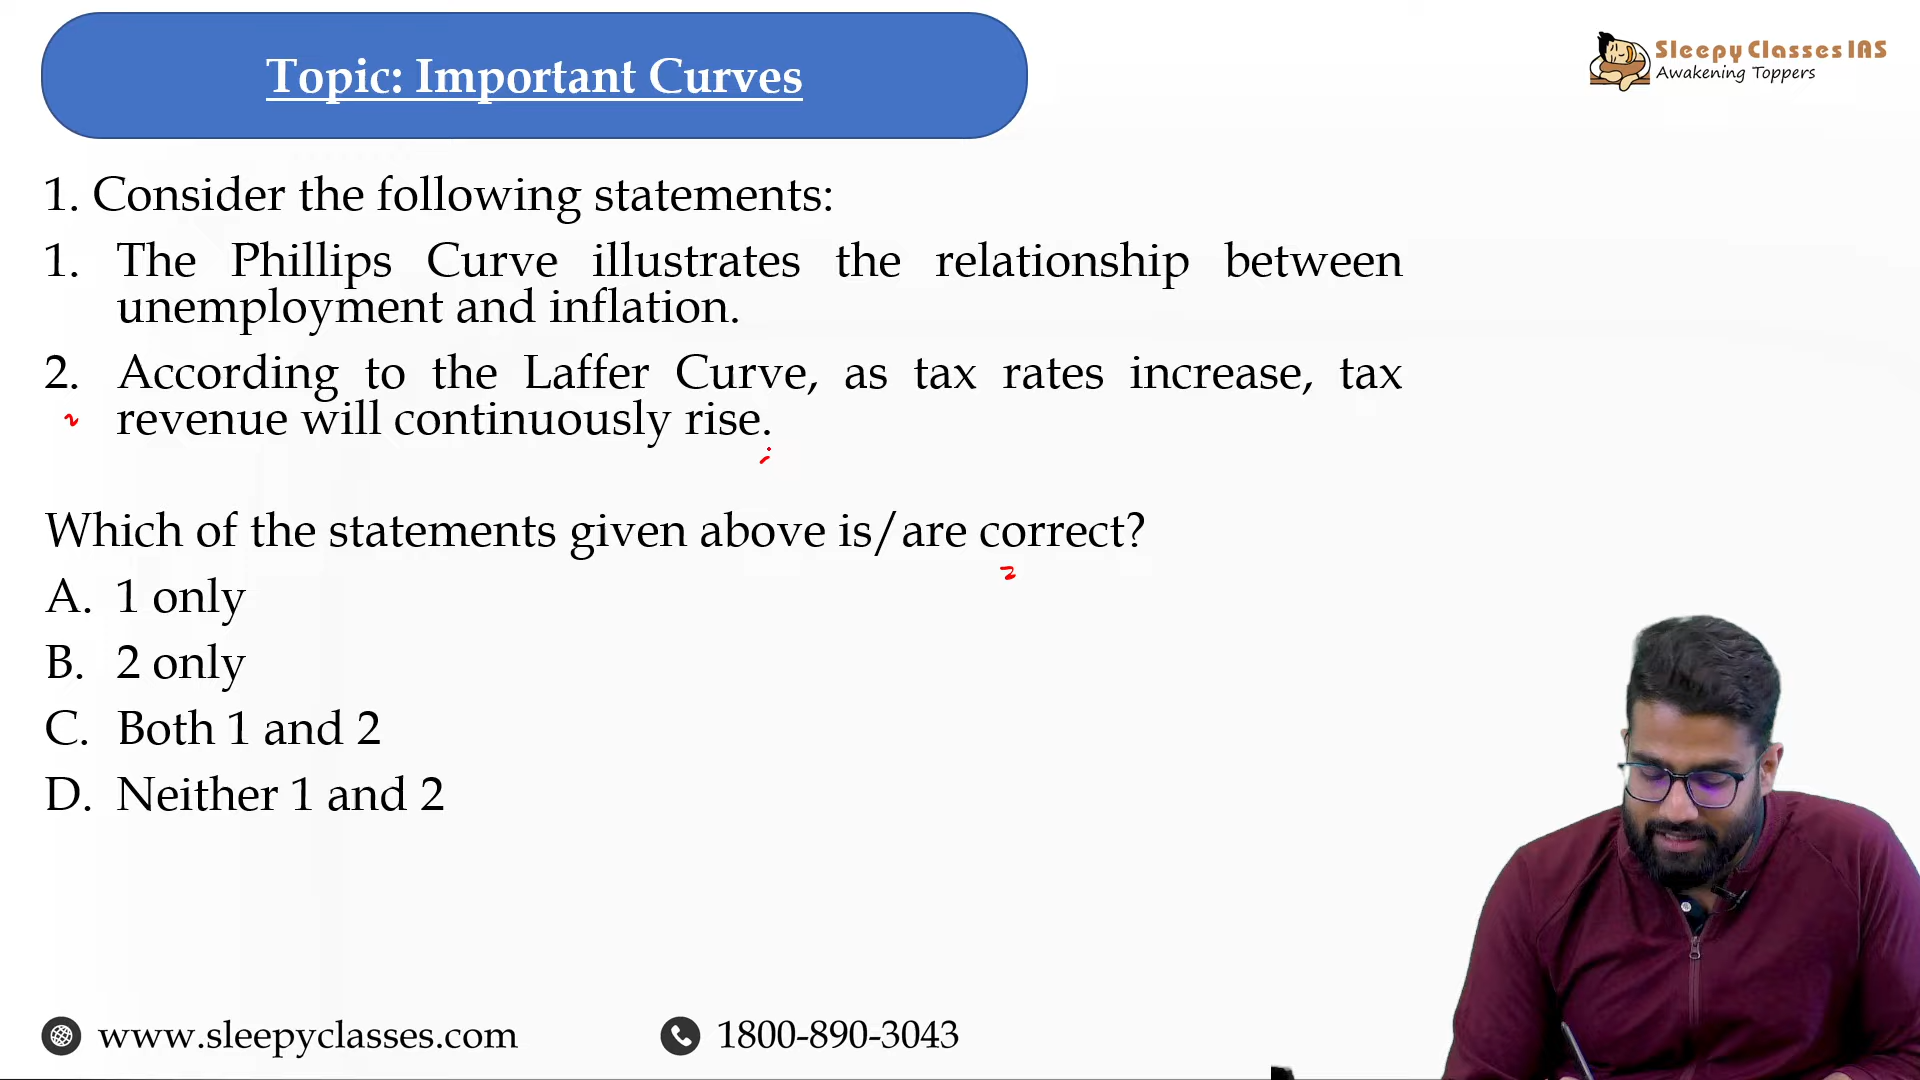 Topic: Important Curves
Sleepy Classes IAS
Awakening Toppers
1. Consider the following statements:
1. The Phillips Curve illustrates the relationship between
unemployment and inflation.
2. According to the Laffer Curve, as tax rates increase, tax
revenue will continuously rise.
Which of the statements given above is/are correct?
A. 1 only
B. 2 only
C. Both 1 and 2
D. Neither 1 and 2
www.sleepyclasses.com
1800-890-3043